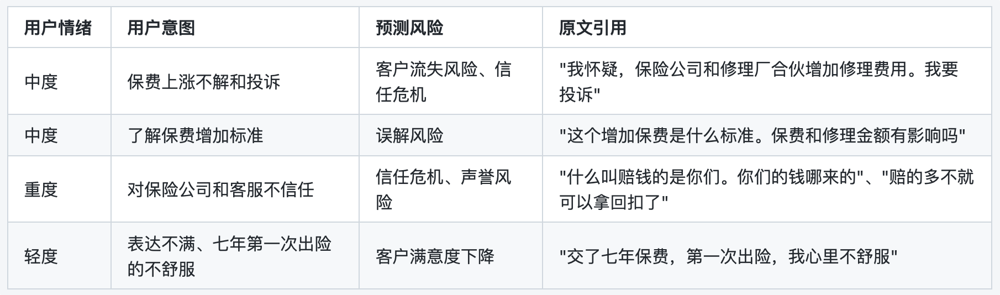 用户情绪 用户意图 预测风险 原文引用
中度 保费上涨不解和投诉 客户流失风险、信任危机 "我怀疑，保险公司和修理厂合伙增加修理费用。我要投诉"
中度 了解保费增加标准 误解风险 "这个增加保费是什么标准。保费和修理金额有影响吗"
重度 对保险公司和客服不信任 信任危机、声誉风险 "什么叫赔钱的是你们。你们的钱哪来的"、"赔的多不就可以拿回扣了"
轻度 表达不满、七年第一次出险的不舒服 客户满意度下降 "交了七年保费，第一次出险，我心里不舒服"